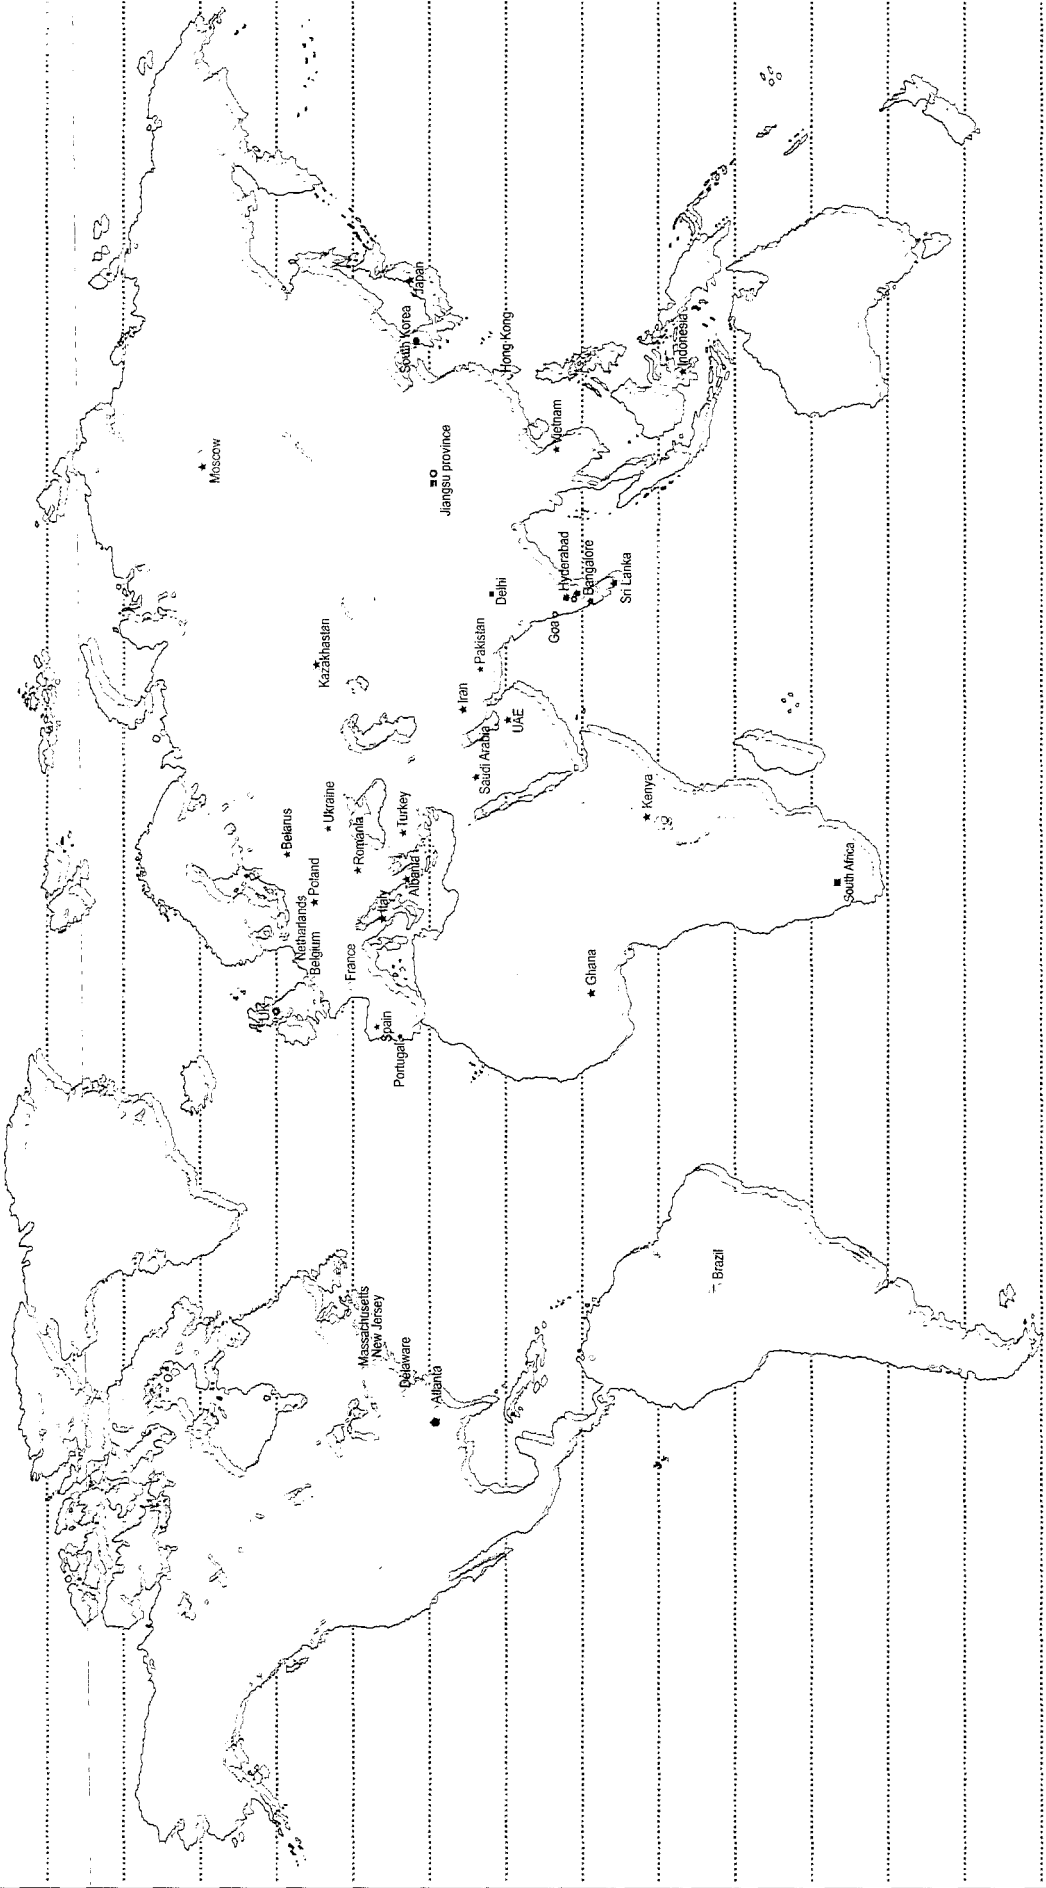 Moscow
Kazakhastan
Belarus
Ukraine
Netharlands
Poland
Belgium
UK
France
Romania
Spain
Italy
Turkey
Albania
Portugal
Massachusetts
New Jersey
Delaware
Atlanta
South Korea
Japan
Jiangsu province
Iran
Pakistan
Saudi Arabia
UAE
Delhi
Hong-Kong
Goa
Vietnam
Hyderabad
Bangalore
Sri Lanka
Ghana
Kenya
Indonesia
Brazil
South Africa